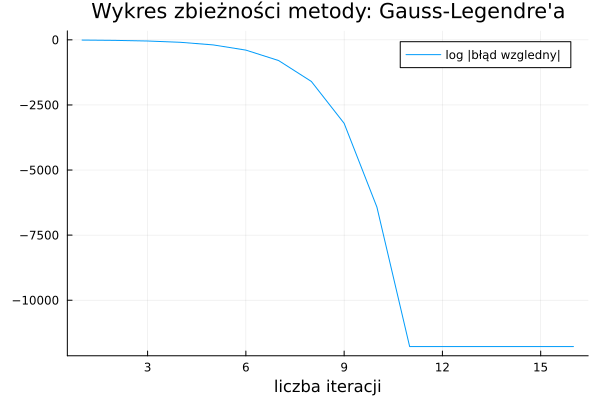 Wykres zbieżności metody: Gauss-Legendre'a
log |błąd wzgledny|
0
−2500
−5000
−7500
−10000
3 6 9 12 15
liczba iteracji